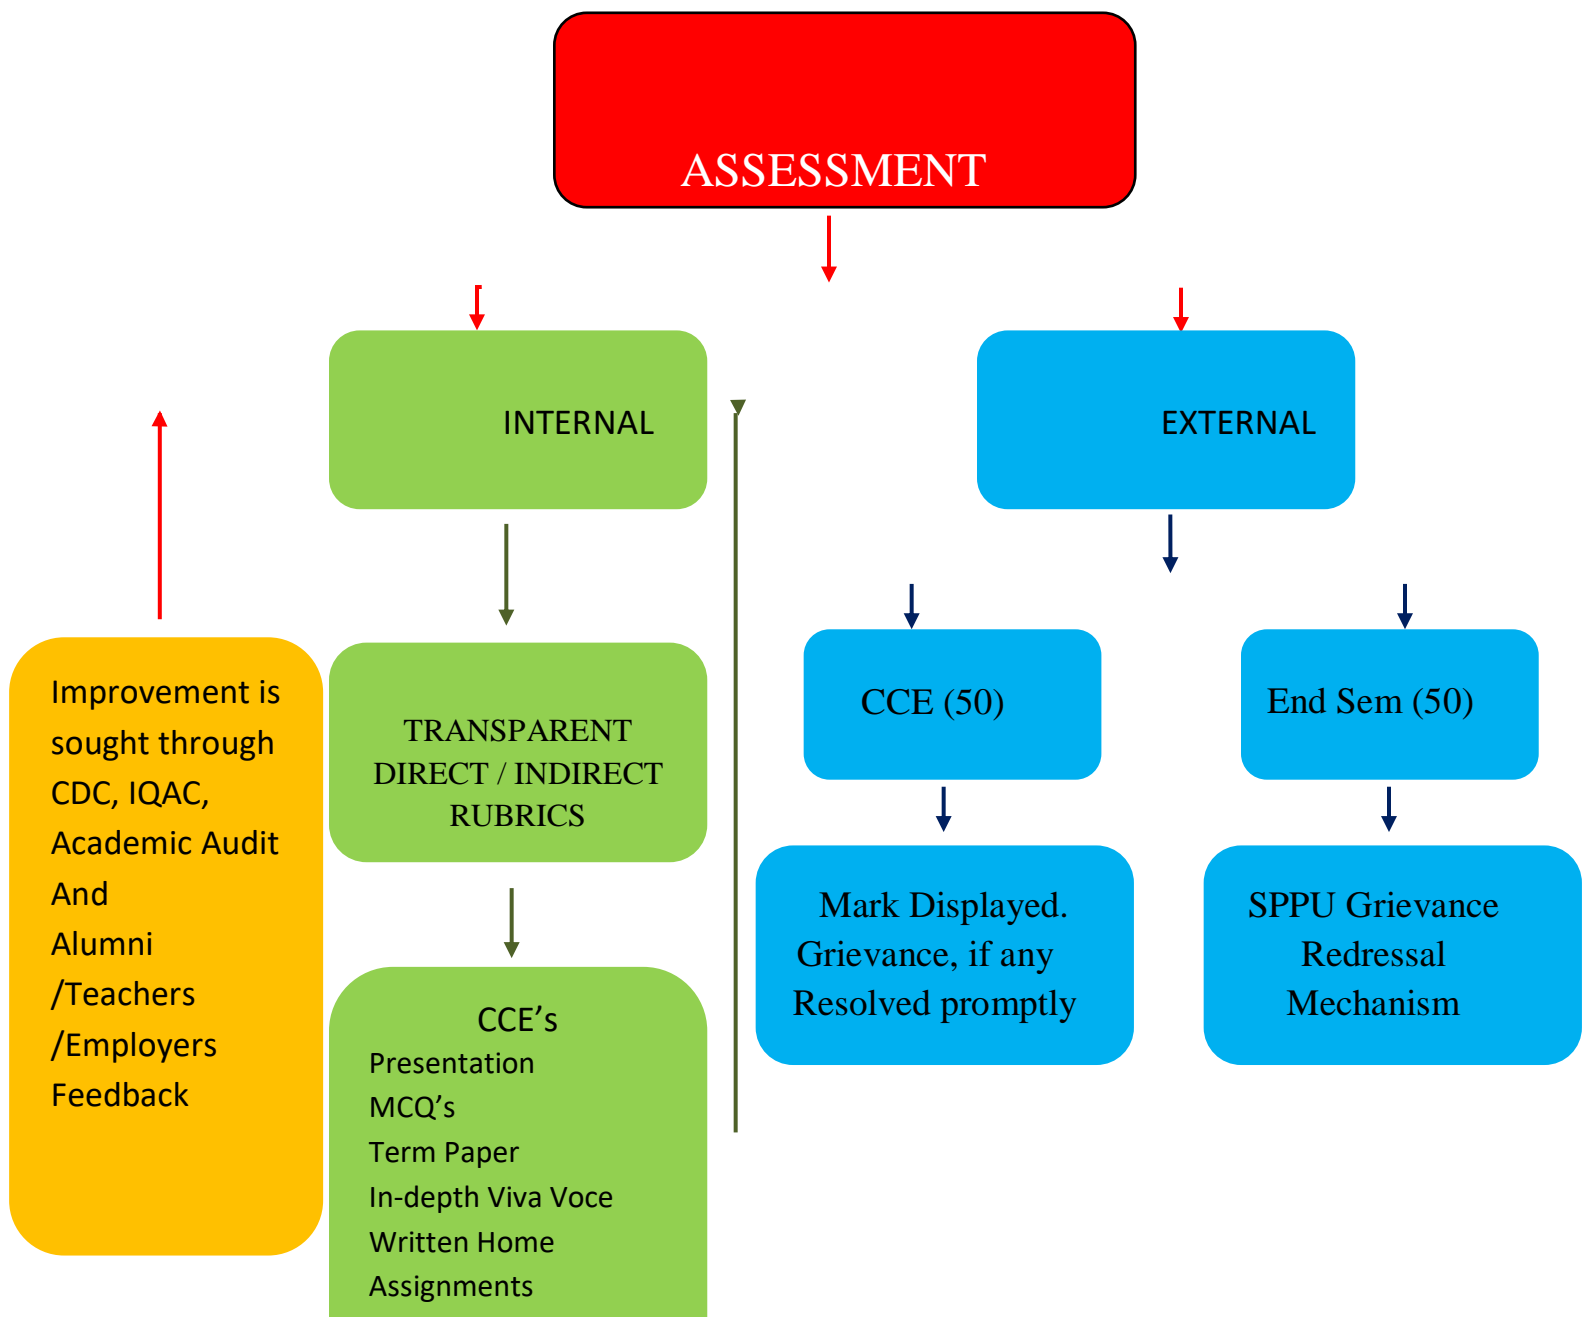 ASSESSMENT
INTERNAL
EXTERNAL
Improvement is
sought through
CDC, IQAC,
Academic Audit
And
Alumni
/Teachers
/Employers
Feedback
TRANSPARENT
DIRECT / INDIRECT
RUBRICS
CCE’s
Presentation
MCQ’s
Term Paper
In-depth Viva Voce
Written Home
Assignments
CCE (50)
End Sem (50)
Mark Displayed.
Grievance, if any
Resolved promptly
SPPU Grievance
Redressal
Mechanism